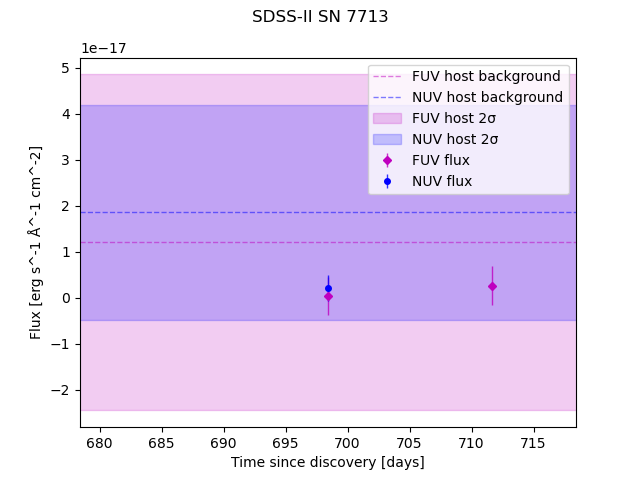 SDSS-II SN 7713
1e−17
FUV host background
NUV host background
FUV host 2σ
NUV host 2σ
FUV flux
NUV flux
5
4
3
2
1
0
−1
−2
Flux [erg s^-1 Å^-1 cm^-2]
680
685
690
695
700
705
710
715
Time since discovery [days]